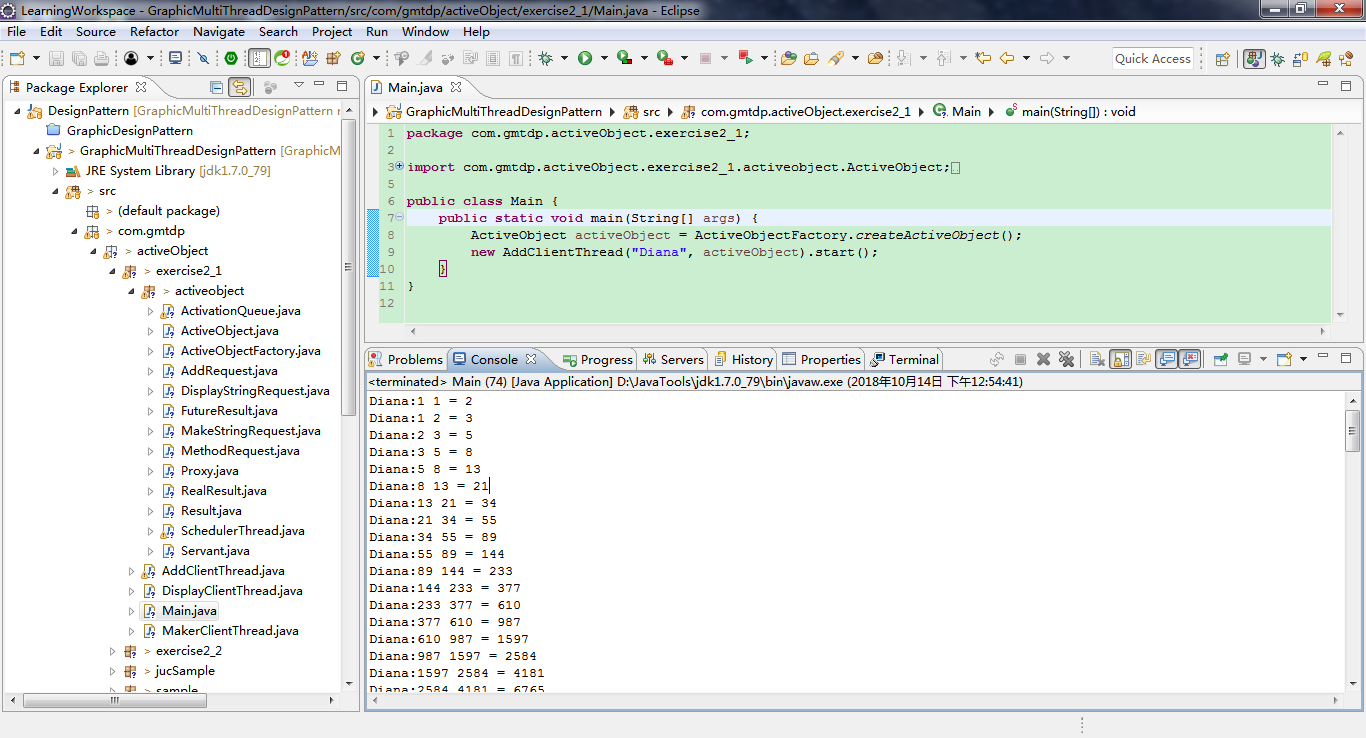 LearningWorkspace - GraphicMultiThreadDesignPattern/src/com/gmtdp/activeObject/exercise2_1/Main.java - Eclipse
File Edit Source Refactor Navigate Search Project Run Window Help
Quick Access
Package Explorer
DesignPattern [GraphicMultiThreadDesignPattern
GraphicDesignPattern
> GraphicMultiThreadDesignPattern [GraphicM
JRE System Library [jdk1.7.0_79]
> src
> (default package)
> com.gmtdp
> activeObject
> exercise2_1
> activeobject
ActivationQueue.java
ActiveObject.java
ActiveObjectFactory.java
AddRequest.java
DisplayStringRequest.java
FutureResult.java
MakeStringRequest.java
MethodRequest.java
Proxy.java
RealResult.java
Result.java
SchedulerThread.java
Servant.java
AddClientThread.java
DisplayClientThread.java
Main.java
MakerClientThread.java
> exercise2_2
> jucSample
> sample
Main.java
GraphicMultiThreadDesignPattern src com.gmtdp.activeObject.exercise2_1 Main main(String[]) : void
1 package com.gmtdp.activeObject.exercise2_1;
2
3 import com.gmtdp.activeObject.exercise2_1.activeobject.ActiveObject;
5
6 public class Main {
7 public static void main(String[] args) {
8 ActiveObject activeObject = ActiveObjectFactory.createActiveObject();
9 new AddClientThread("Diana", activeObject).start();
10 }
11 }
12
Problems Console Progress Servers History Properties Terminal
<terminated> Main (74) [Java Application] D:\JavaTools\jdk1.7.0_79\bin\javaw.exe (2018年10月14日 下午12:54:41)
Diana:1 1 = 2
Diana:1 2 = 3
Diana:2 3 = 5
Diana:3 5 = 8
Diana:5 8 = 13
Diana:8 13 = 21
Diana:13 21 = 34
Diana:21 34 = 55
Diana:34 55 = 89
Diana:55 89 = 144
Diana:89 144 = 233
Diana:144 233 = 377
Diana:233 377 = 610
Diana:377 610 = 987
Diana:610 987 = 1597
Diana:987 1597 = 2584
Diana:1597 2584 = 4181
Diana:2584 4181 = 6765